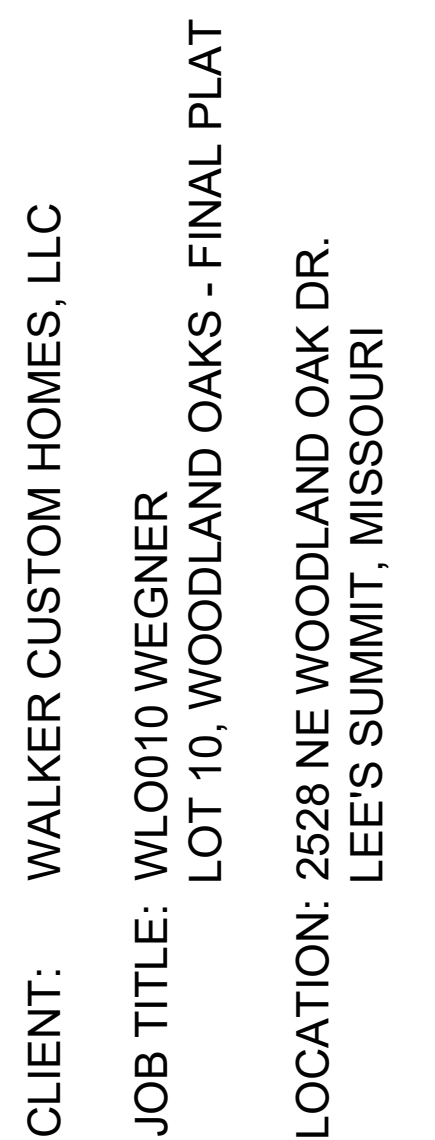 CLIENT: WALKER CUSTOM HOMES, LLC
JOB TITLE: WLO010 WEGNER
LOT 10, WOODLAND OAKS - FINAL PLAT
LOCATION: 2528 NE WOODLAND OAK DR.
LEE'S SUMMIT, MISSOURI